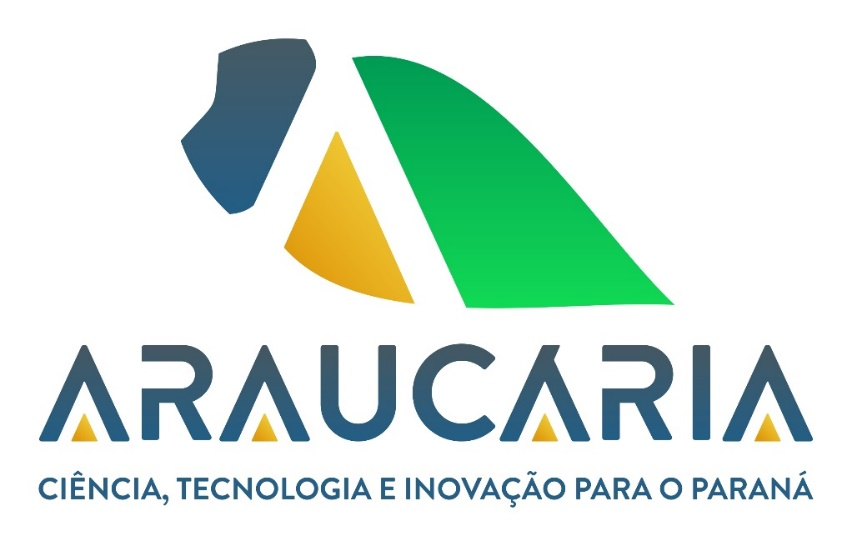 ARAUCÁRIA
CIÊNCIA, TECNOLOGIA E INOVAÇÃO PARA O PARANÁ